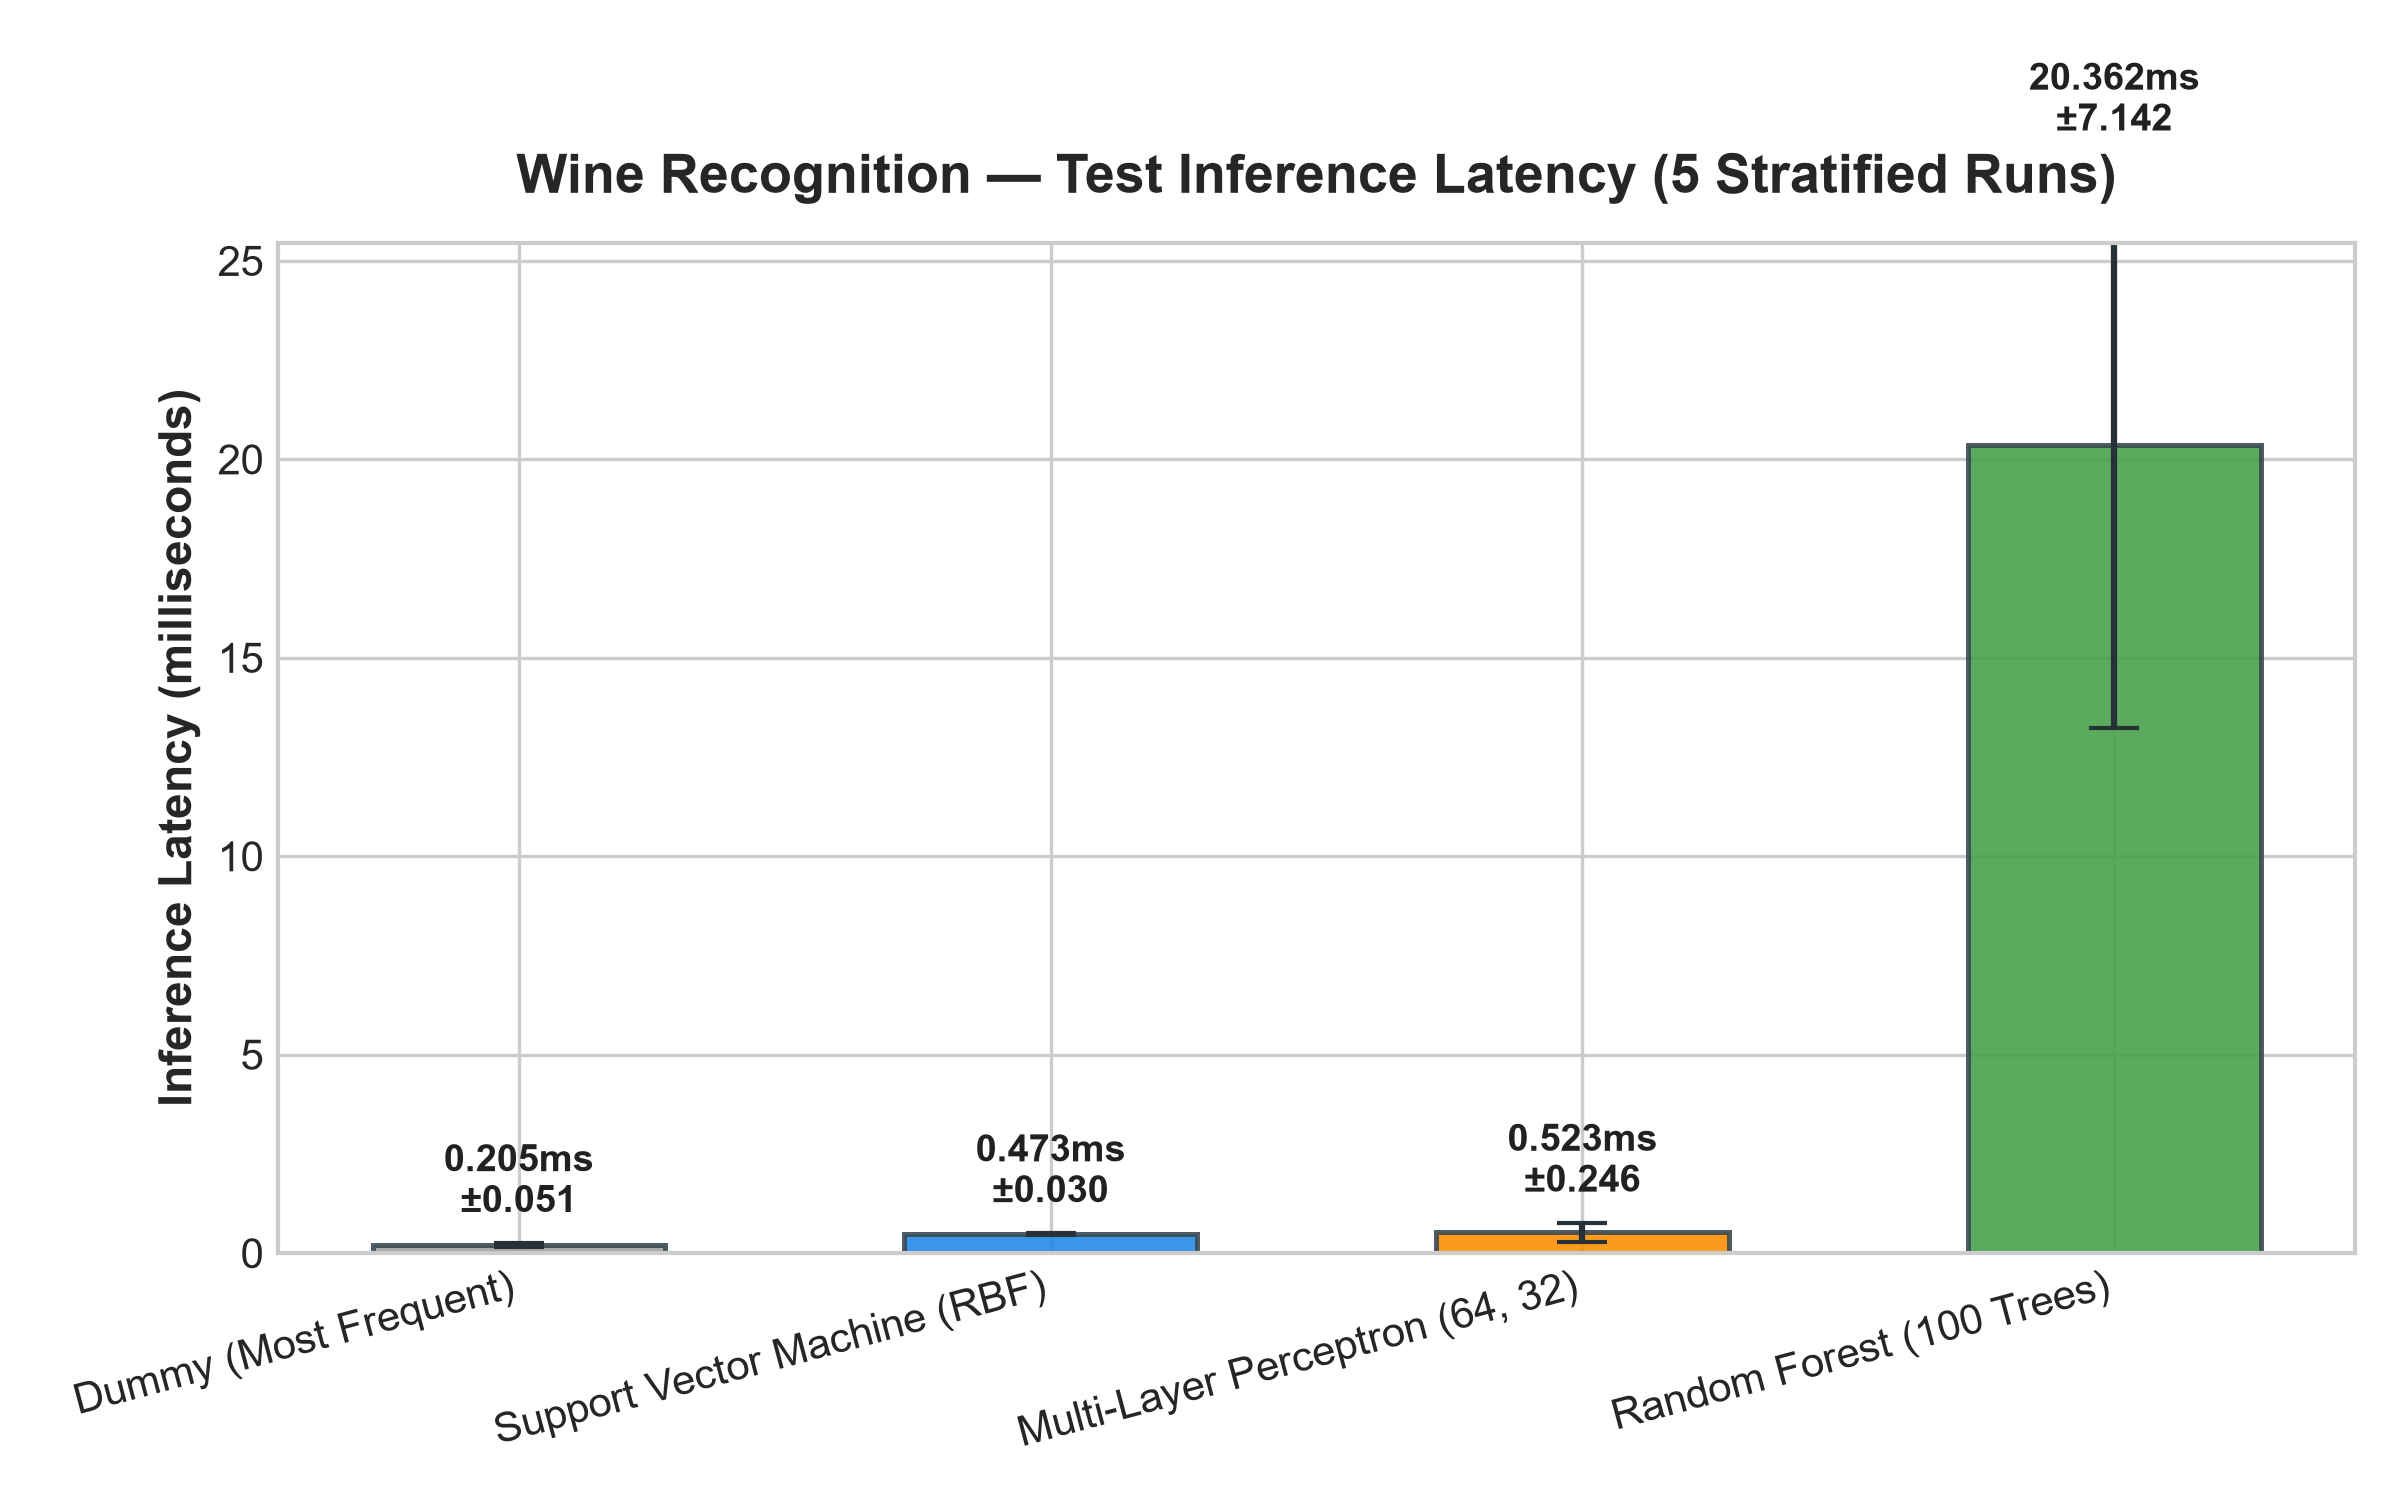 20.362ms
±7.142
Wine Recognition — Test Inference Latency (5 Stratified Runs)
Inference Latency (milliseconds)
25
20
15
10
5
0
0.205ms
±0.051
0.473ms
±0.030
0.523ms
±0.246
Dummy (Most Frequent)
Support Vector Machine (RBF)
Multi-Layer Perceptron (64, 32)
Random Forest (100 Trees)